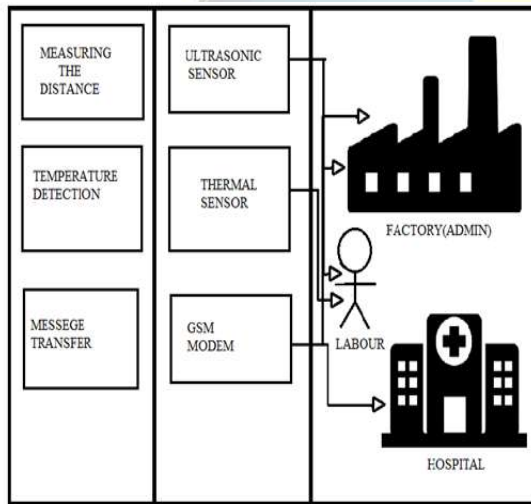 MEASURING
THE
DISTANCE
TEMPERATURE
DETECTION
MESSEGE
TRANSFER
ULTRASONIC
SENSOR
THERMAL
SENSOR
GSM
MODEM
FACTORY(ADMIN)
LABOUR
HOSPITAL